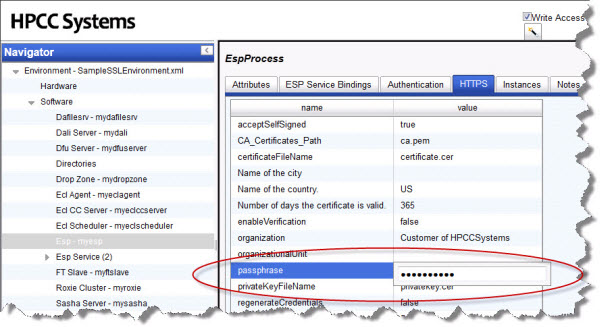 HPCC Systems
Write Access
Navigator
Environment - SampleSSLEnvironment.xml
Hardware
Software
Dafilesrv - mydafilesrv
Dali Server - mydali
Dfu Server - mydfuserver
Directories
Drop Zone - mydropzone
Ecl Agent - myeclagent
Ecl CC Server - myeclccserver
Ecl Scheduler - myeclscheduler
Esp - myesp
Esp Service (2)
FT Slave - myftslave
Roxie Cluster - myroxie
Sasha Server - mysasha
EspProcess
Attributes ESP Service Bindings Authentication HTTPS Instances Notes
name value
acceptSelfSigned true
CA_Certificates_Path ca.pem
certificateFileName certificate.cer
Name of the city
Name of the country. US
Number of days the certificate is valid. 365
enableVerification false
organization Customer of HPCCSystems
organizationalUnit
passphrase ••••••••••
privateKeyFileName privatekey.cer
regenerateCredentials false